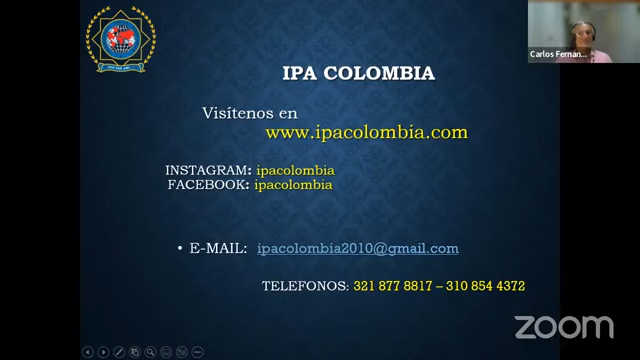 IPA COLOMBIA
Carlos Fernán...
Visítenos en
www.ipacolombia.com
INSTAGRAM: ipacolombia
FACEBOOK: ipacolombia
• E-MAIL: ipacolombia2010@gmail.com
TELEFONOS: 321 877 8817 – 310 854 4372
zoom